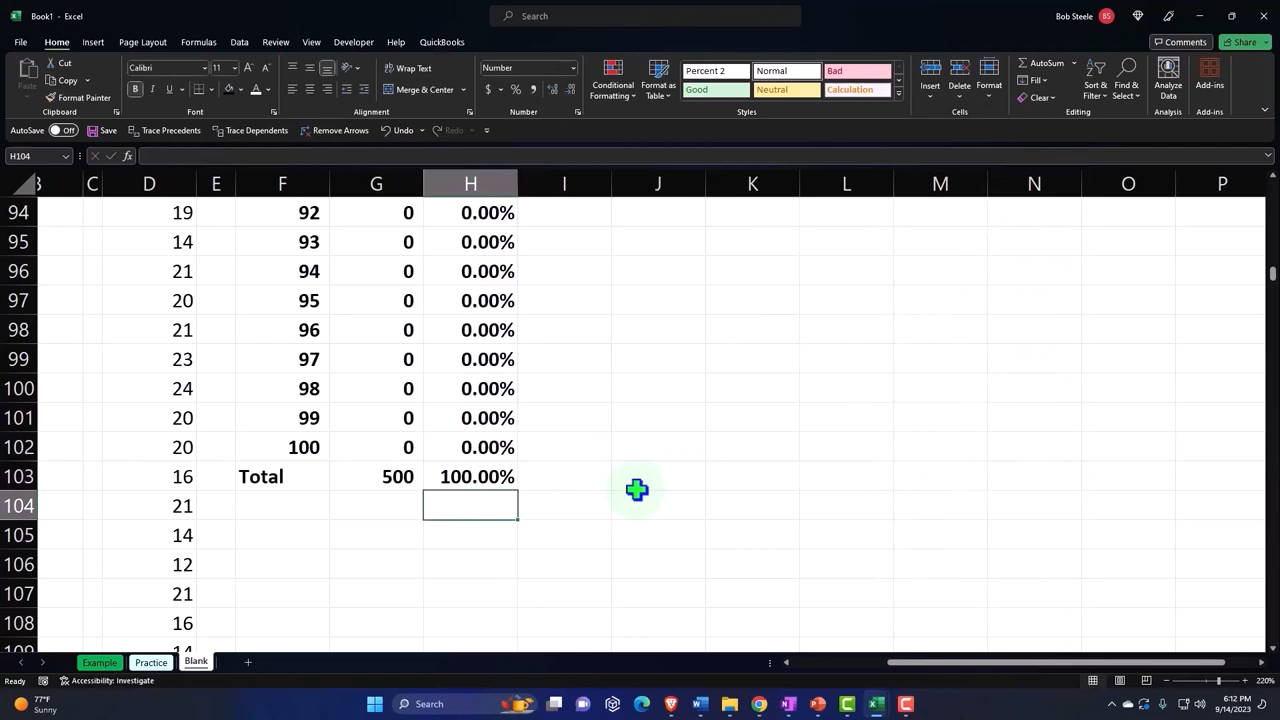 Book1 - Excel
Search
Bob Steele BS
File Home Insert Page Layout Formulas Data Review View Developer Help QuickBooks
Comments Share
Paste Cut Copy Format Painter Clipboard
Calibri 11 A A B I U A Font
Wrap Text Merge & Center Alignment
Number $ % 9 Number
Conditional Formatting Format as Table
Percent 2 Normal Bad
Good Neutral Calculation
Styles
Insert Delete Format Cells
AutoSum Fill Clear Sort & Filter Find & Select Editing
Analyze Data Analysis
Add-ins Add-ins
AutoSave Off Save Trace Precedents Trace Dependents Remove Arrows Undo Redo
H104 fx
C D E F G H I J K L M N O P
94 19 92 0 0.00%
95 14 93 0 0.00%
96 21 94 0 0.00%
97 20 95 0 0.00%
98 21 96 0 0.00%
99 23 97 0 0.00%
100 24 98 0 0.00%
101 20 99 0 0.00%
102 20 100 0 0.00%
103 16 Total 500 100.00%
104 21
105 14
106 12
107 21
108 16
Example Practice Blank
Ready Accessibility: Investigate 220%
77°F
Sunny
Search
6:12 PM
9/14/2023